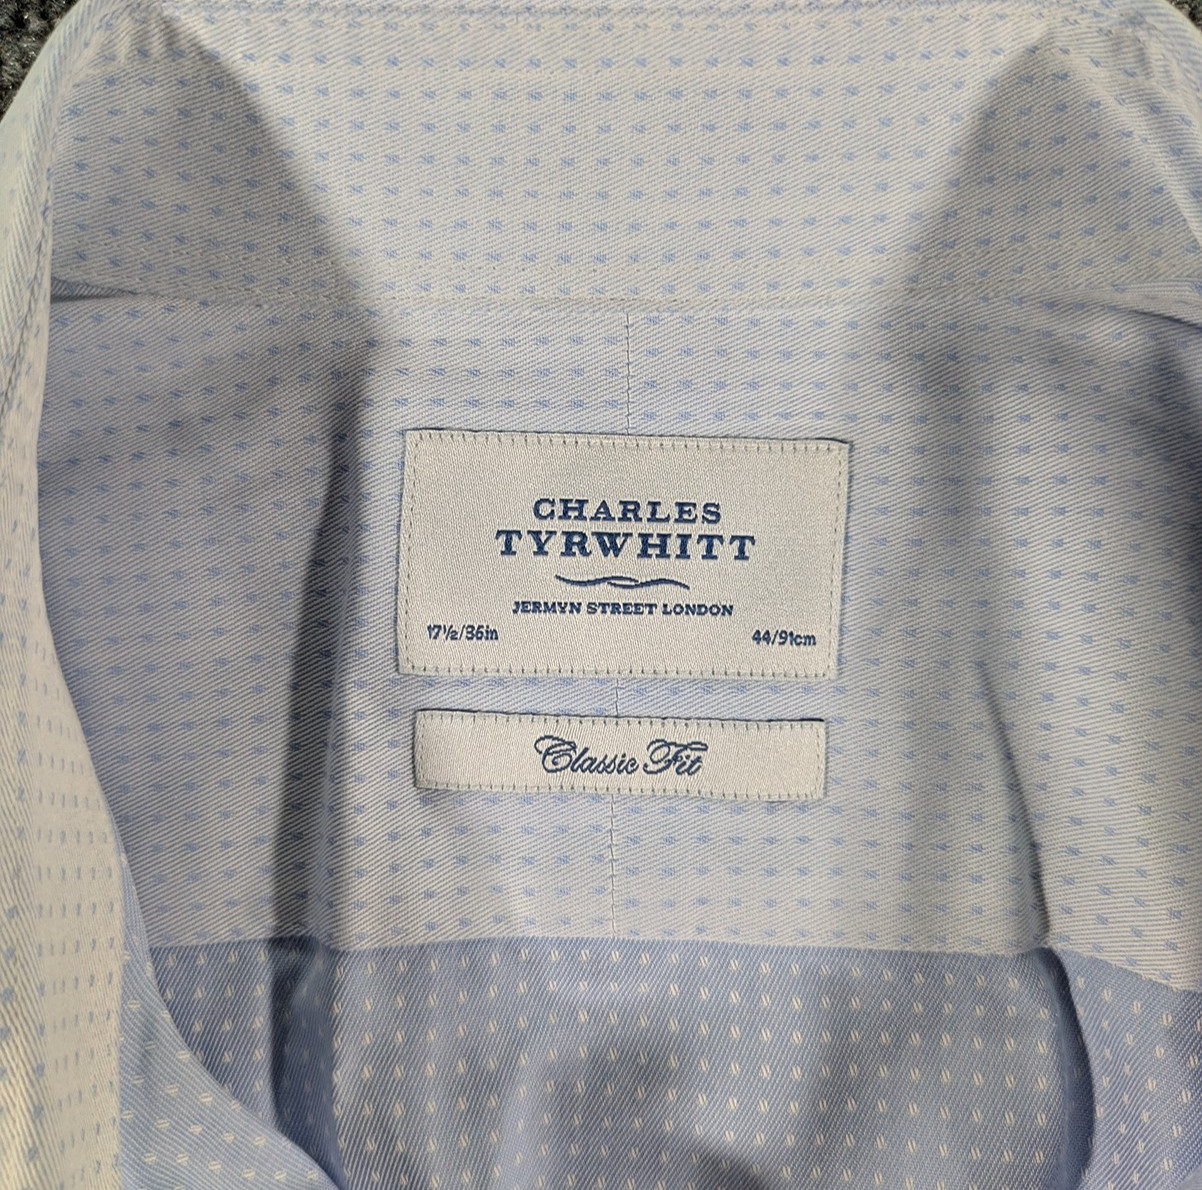 CHARLES
TYRWHITT
JERMYN STREET LONDON
17½/36in 44/91cm
Classic Fit